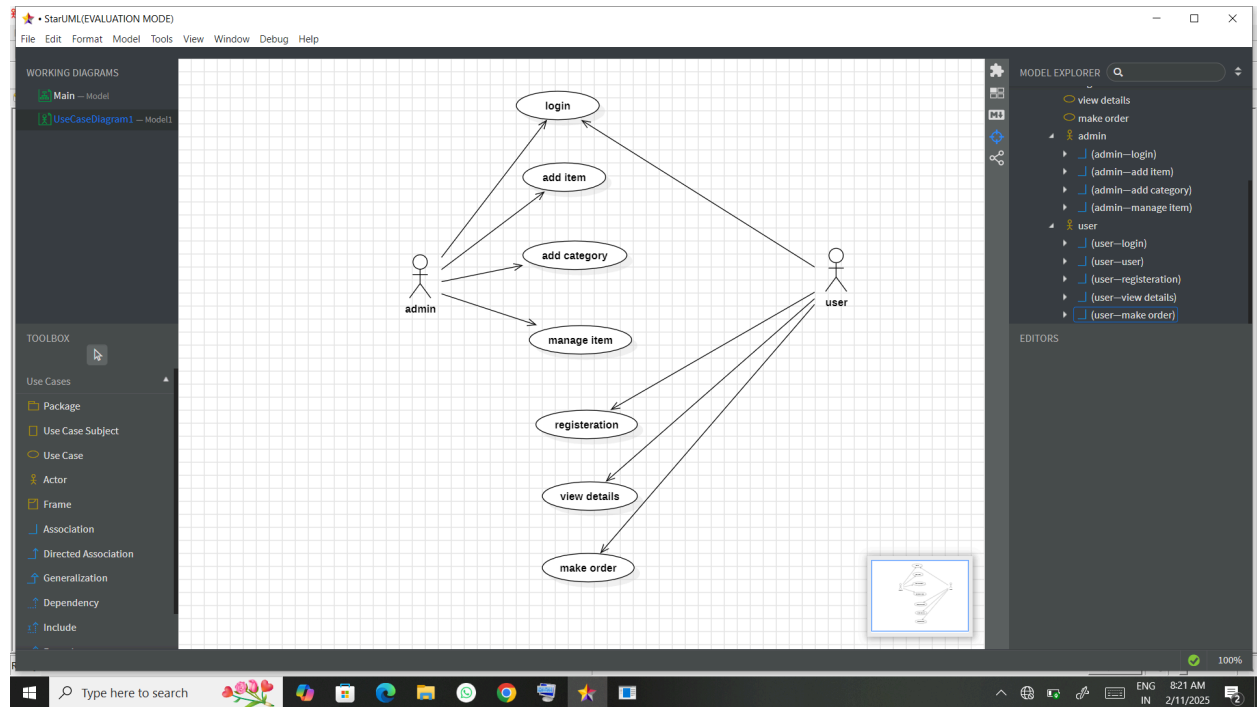 StarUML(EVALUATION MODE)
File Edit Format Model Tools View Window Debug Help
WORKING DIAGRAMS
Main — Model
UseCaseDiagram1 — Model1
TOOLBOX
Use Cases
Package
Use Case Subject
Use Case
Actor
Frame
Association
Directed Association
Generalization
Dependency
Include
login
add item
add category
admin
user
manage item
registeration
view details
make order
MODEL EXPLORER
view details
make order
admin
(admin—login)
(admin—add item)
(admin—add category)
(admin—manage item)
user
(user—login)
(user—user)
(user—registeration)
(user—view details)
(user—make order)
EDITORS
100%
Type here to search
ENG
IN
8:21 AM
2/11/2025
2